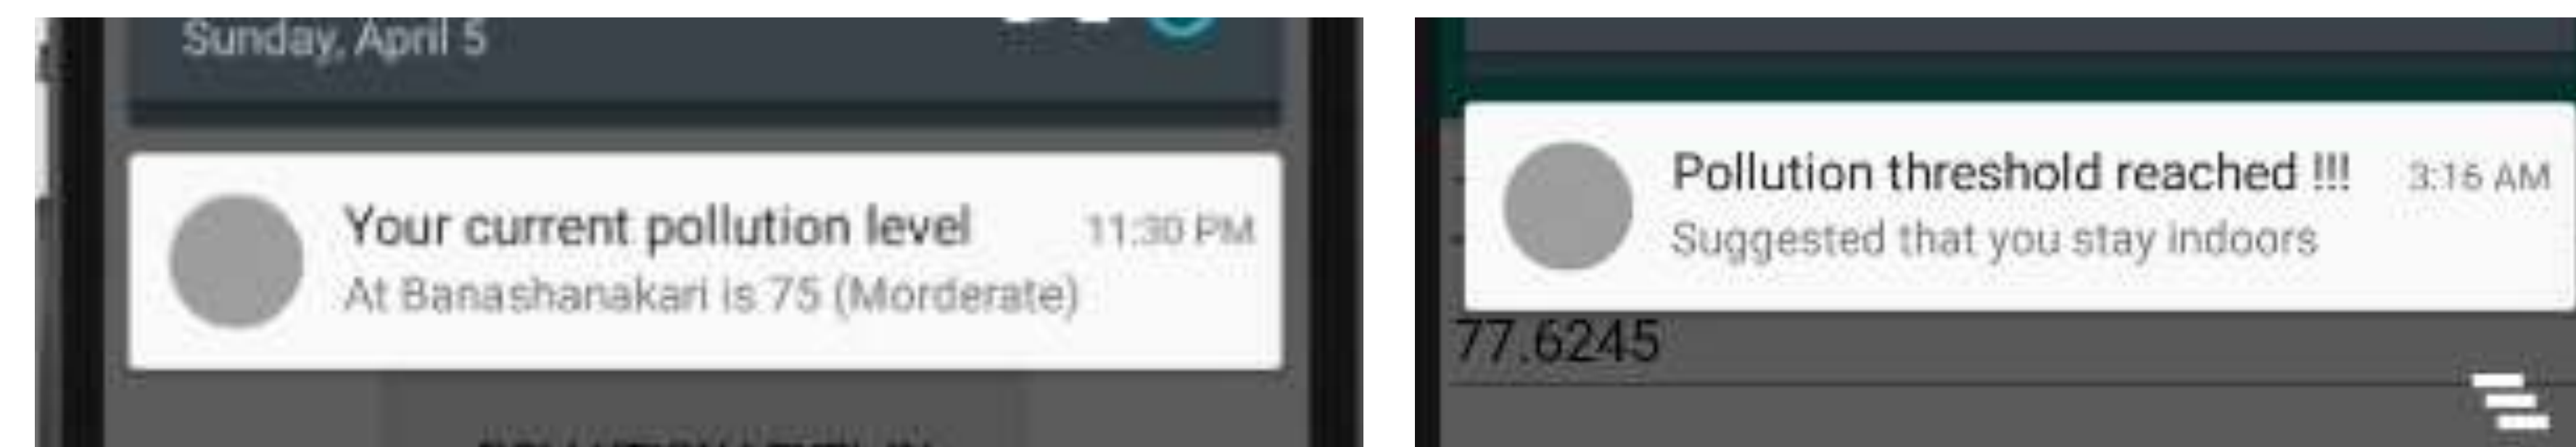 Sunday, April 5
Your current pollution level 11:30 PM
At Banashanakari is 75 (Morderate)
Pollution threshold reached !!! 3:16 AM
Suggested that you stay indoors
77.6245